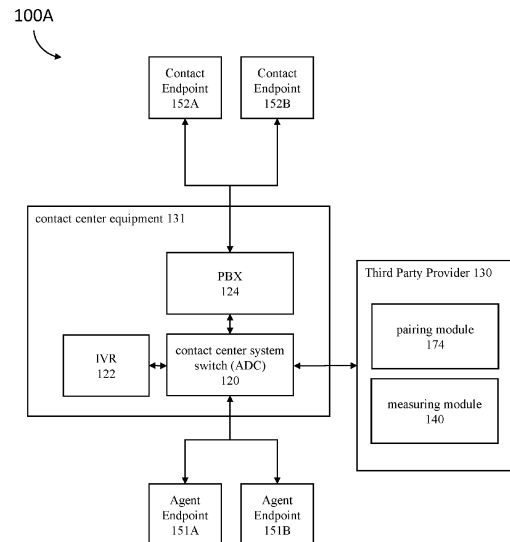 100A
Contact
Endpoint
152A
Contact
Endpoint
152B
contact center equipment 131
PBX
124
IVR
122
contact center system
switch (ADC)
120
Third Party Provider 130
pairing module
174
measuring module
140
Agent
Endpoint
151A
Agent
Endpoint
151B